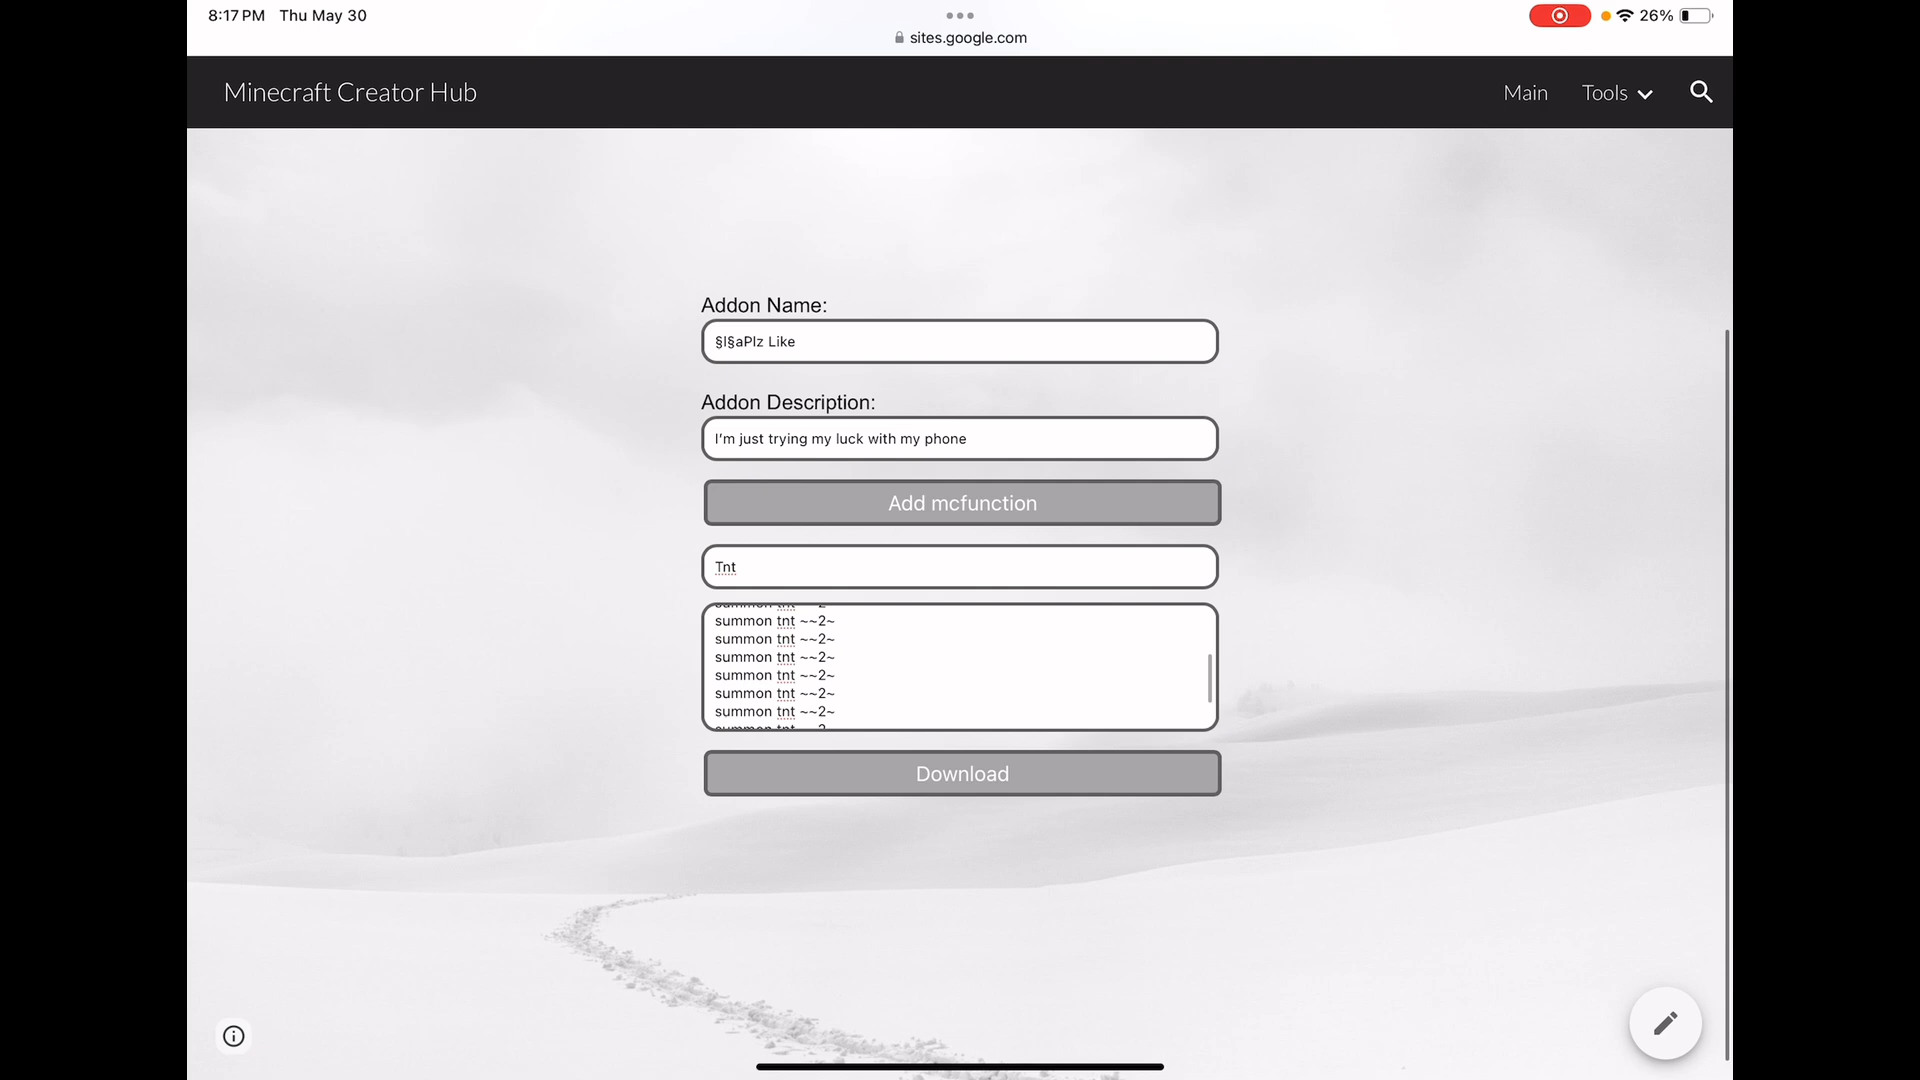 8:17 PM Thu May 30
sites.google.com
26%
Minecraft Creator Hub
Main
Tools
Addon Name:
§l§aPlz Like
Addon Description:
I'm just trying my luck with my phone
Add mcfunction
Tnt
summon tnt ~~2~
summon tnt ~~2~
summon tnt ~~2~
summon tnt ~~2~
summon tnt ~~2~
summon tnt ~~2~
Download